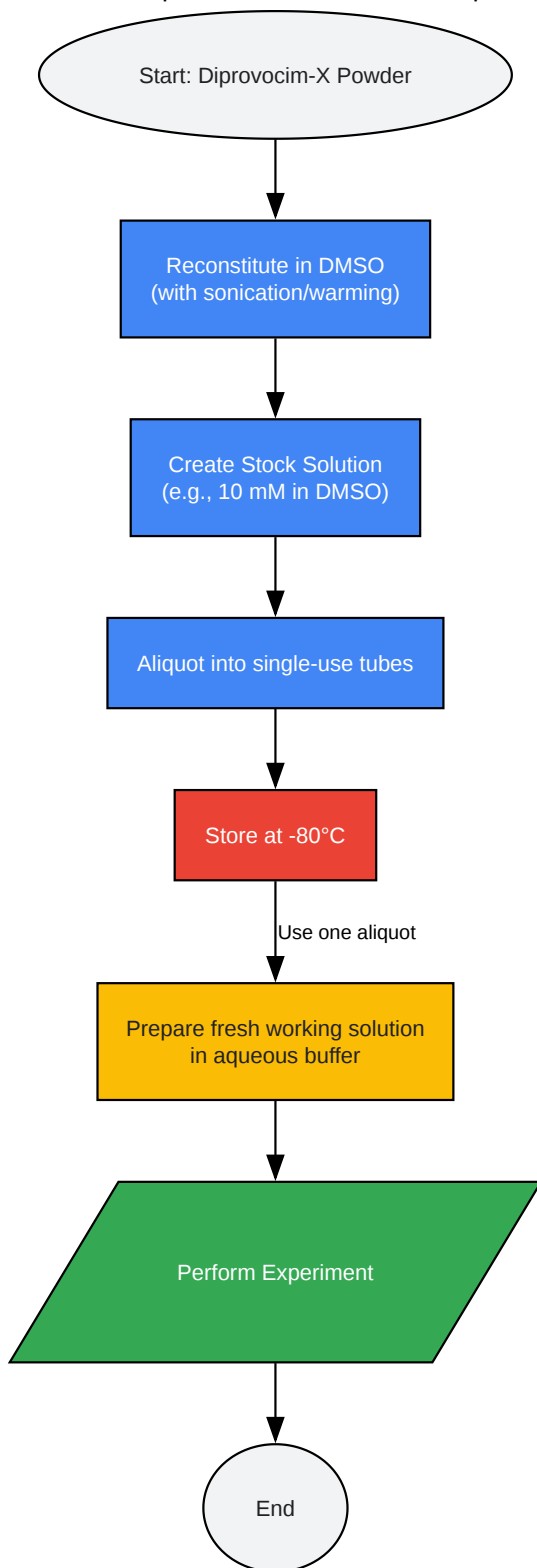 Start: Diprovocim-X Powder
Reconstitute in DMSO
(with sonication/warming)
Create Stock Solution
(e.g., 10 mM in DMSO)
Aliquot into single-use tubes
Store at -80°C
Use one aliquot
Prepare fresh working solution
in aqueous buffer
Perform Experiment
End